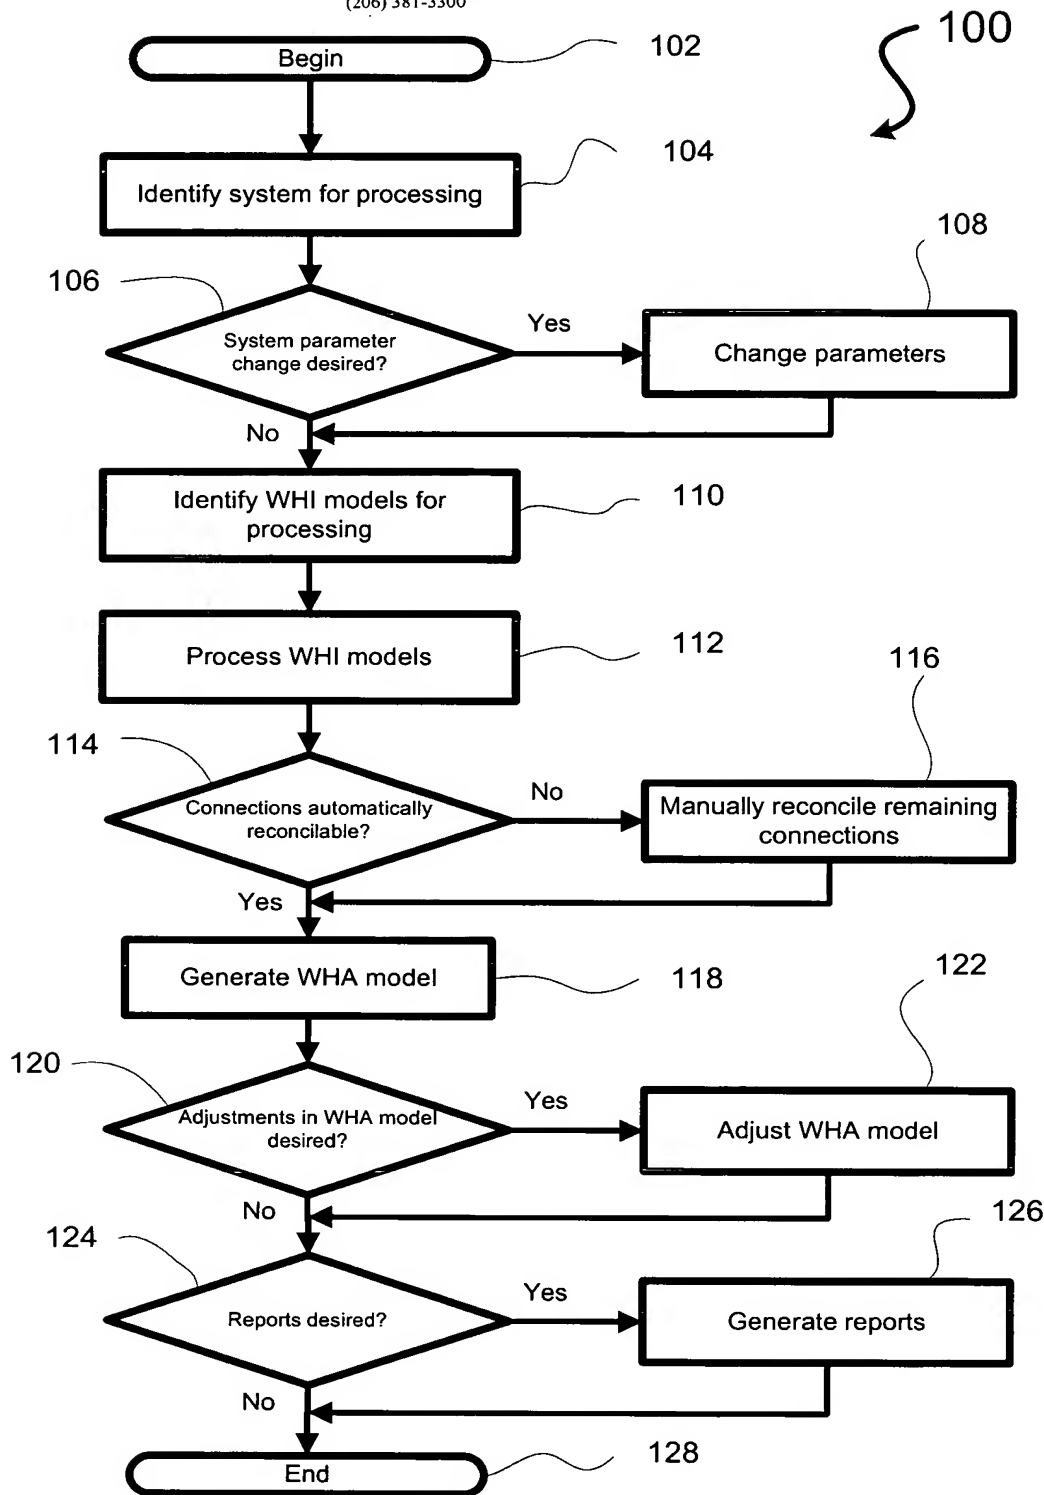 (206) 381-3300
100
Begin
102
Identify system for processing
104
106
System parameter
change desired?
Yes
108
Change parameters
No
Identify WHI models for
processing
110
Process WHI models
112
114
Connections automatically
reconcilable?
No
116
Manually reconcile remaining
connections
Yes
Generate WHA model
118
120
Adjustments in WHA model
desired?
Yes
122
Adjust WHA model
No
124
Reports desired?
Yes
126
Generate reports
No
End
128